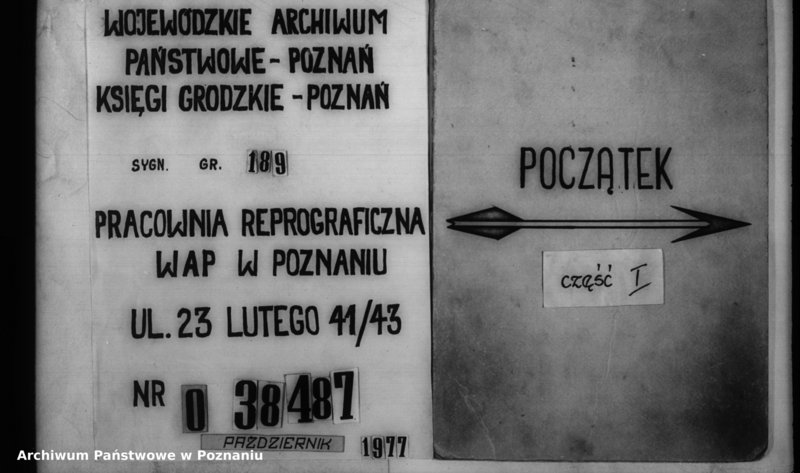 WOJEWÓDZKIE ARCHIWUM
PAŃSTWOWE - POZNAŃ
KSIĘGI GRODZKIE - POZNAŃ
SYGN. GR. 189
PRACOWNIA REPROGRAFICZNA
WAP W POZNANIU
UL. 23 LUTEGO 41/43
NR 0 38487
PAŹDZIERNIK 1977
POCZĄTEK
CZĘŚĆ I
Archiwum Państwowe w Poznaniu